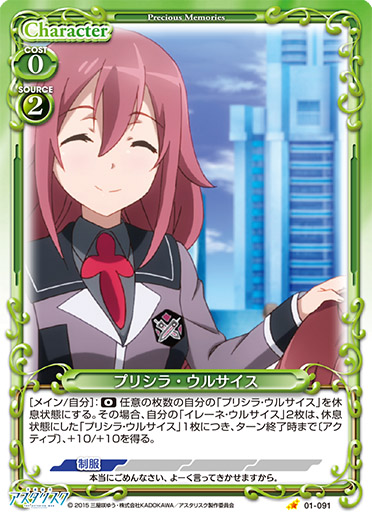 Precious Memories
Character
COST
0
SOURCE
2
プリシラ・ウルサイス
[メイン/自分]:任意の枚数の自分の「プリシラ・ウルサイス」を休
息状態にする。その場合、自分の「イレーネ・ウルサイス」2枚は、休息
状態にした「プリシラ・ウルサイス」1枚につき、ターン終了時まで[アク
ティブ]、+10/+10を得る。
制服
本当にごめんなさい、よーく言ってきかせますから。
アスタリスク
© 2015 三屋咲ゆう・株式会社KADOKAWA/アスタリスク製作委員会
01-091